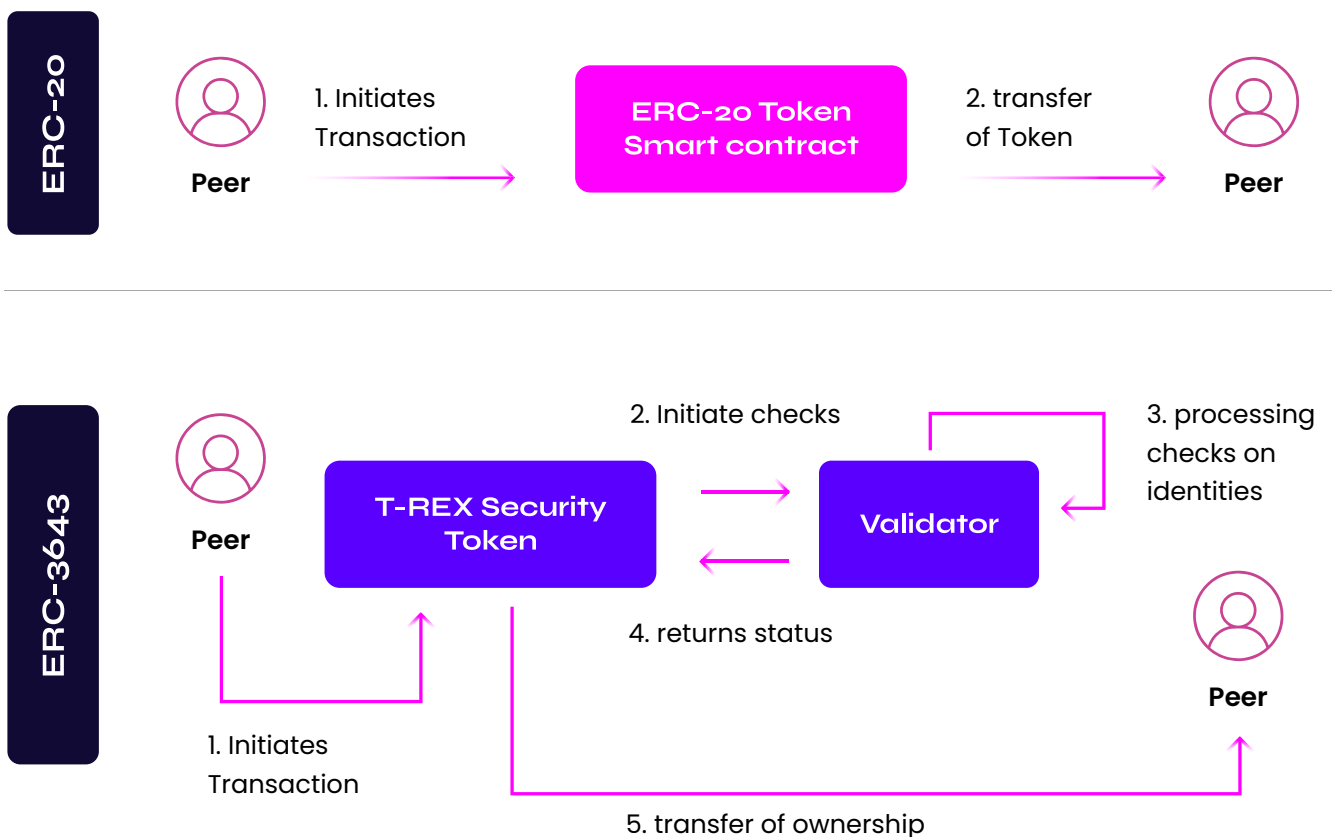 ERC-20
1. Initiates
Transaction
ERC-20 Token
Smart contract
2. transfer
of Token
Peer
Peer
ERC-3643
2. Initiate checks
3. processing
checks on
identities
T-REX Security
Token
Validator
Peer
4. returns status
Peer
1. Initiates
Transaction
5. transfer of ownership